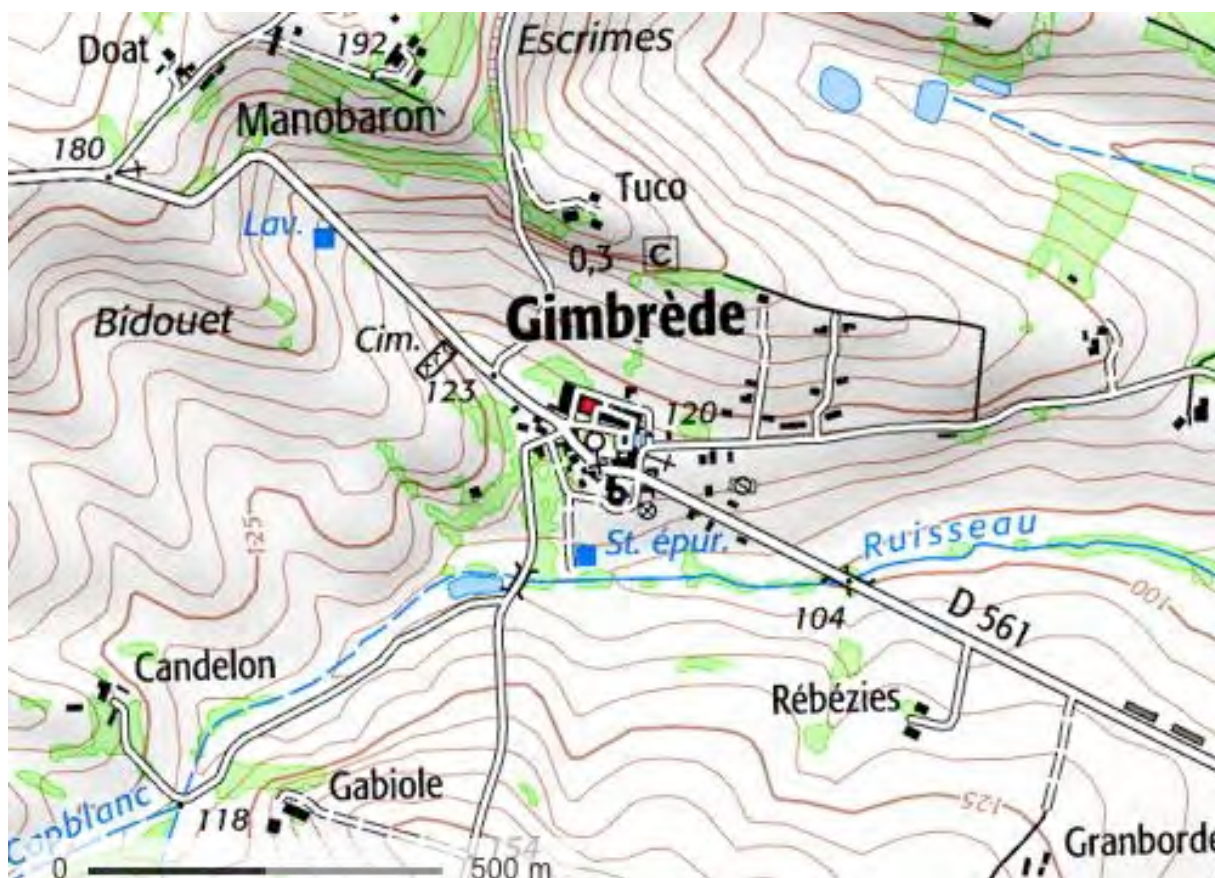 Escrimes
192
Doat
Manobaron
180
Tuco
Lav.
0,3
C
Gimbrède
Bidouet
Cim.
123
120
125
Ruisseau
St. épur.
100
104
D 561
Candelon
Rébézies
Gabiole
125
Capblanc
118
154
Granborde
0
500 m